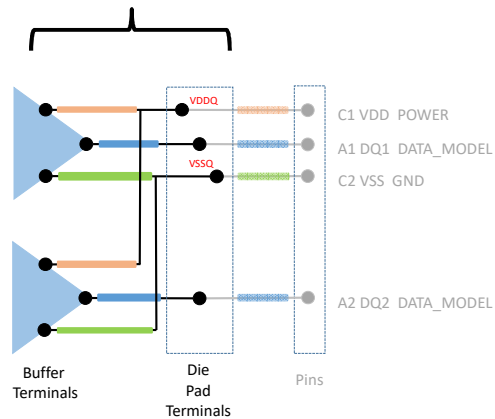 VDDQ
C1 VDD POWER
A1 DQ1 DATA_MODEL
VSSQ
C2 VSS GND
A2 DQ2 DATA_MODEL
Buffer
Terminals
Die
Pad
Terminals
Pins